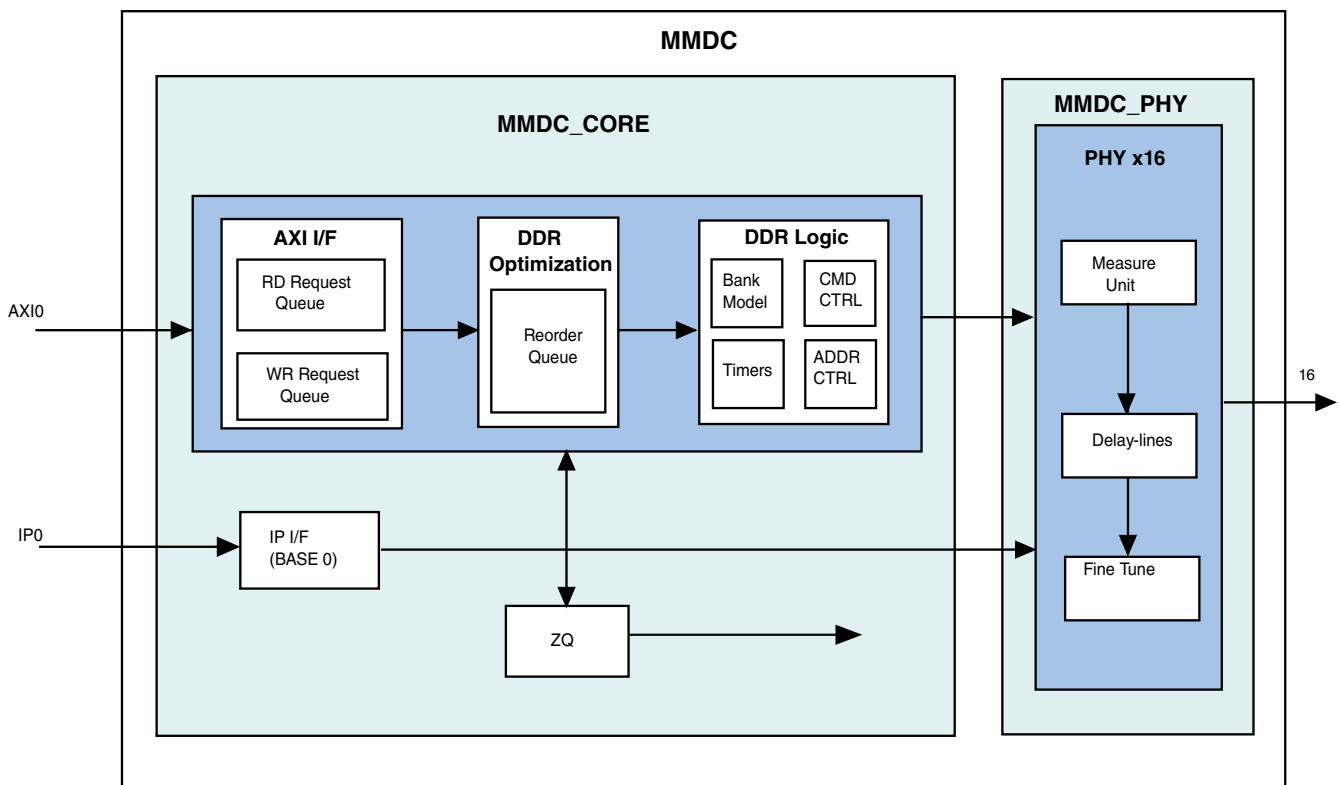 MMDC
MMDC_CORE
MMDC_PHY
PHY x16
AXI I/F
RD Request
Queue
WR Request
Queue
DDR
Optimization
Reorder
Queue
DDR Logic
Bank
Model
CMD
CTRL
Timers
ADDR
CTRL
Measure
Unit
Delay-lines
Fine Tune
AXI0
16
IP0
IP I/F
(BASE 0)
ZQ